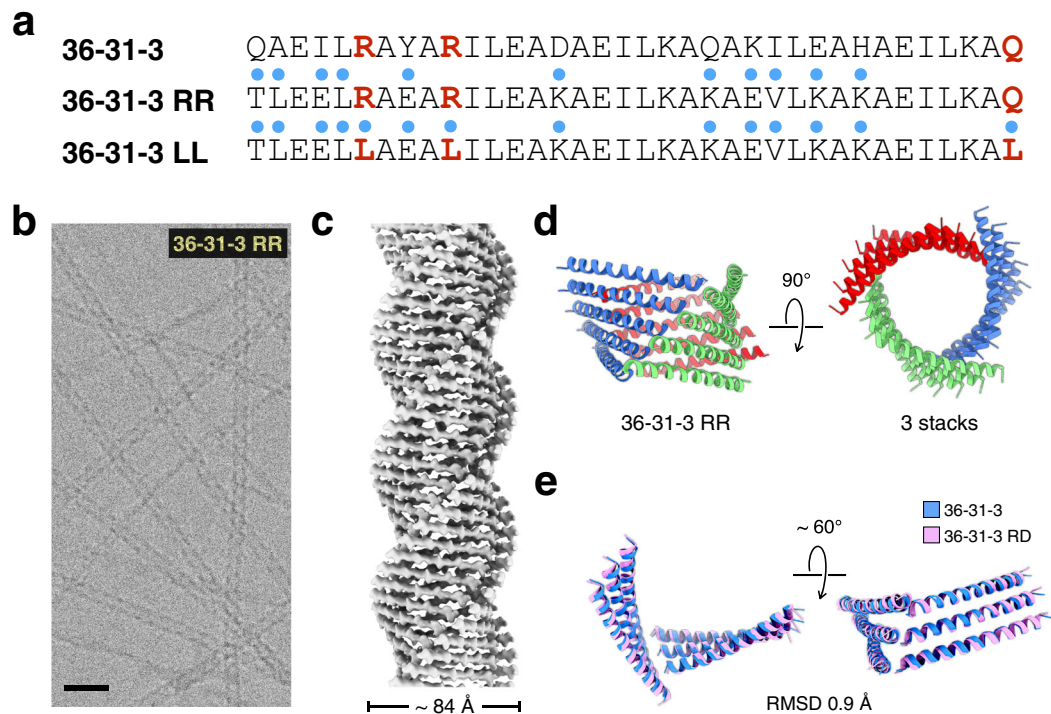 a
36-31-3 QAEILRAYARILEADAEILKAQAKILEAHAEILKAQ
36-31-3 RR TLEELRAEARILEAKAEILKAKAEVLKAKAEILKAQ
36-31-3 LL TLEELLAEALILEAKAEILKAKAEVLKAKAEILKAL
b
36-31-3 RR
c
~ 84 Å
d
90°
36-31-3 RR
3 stacks
e
36-31-3
36-31-3 RD
~ 60°
RMSD 0.9 Å